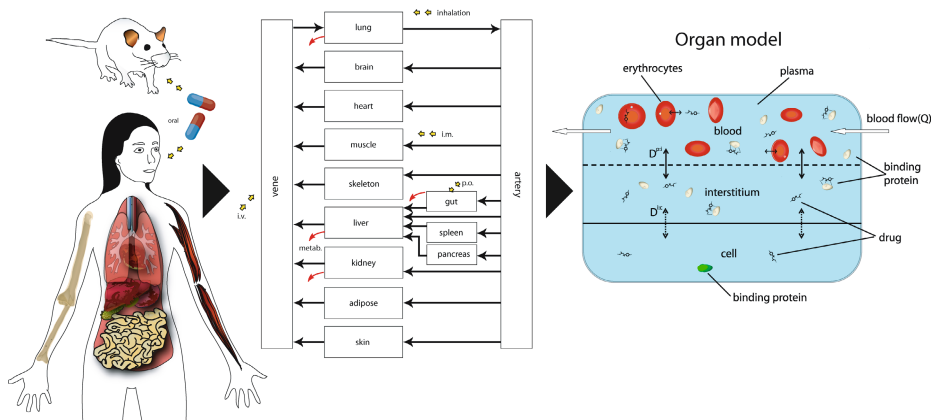 oral
i.v.
vene
lung
inhalation
brain
heart
muscle
i.m.
skeleton
p.o.
gut
liver
spleen
metab.
pancreas
kidney
adipose
skin
artery
Organ model
erythrocytes
plasma
blood
blood flow(Q)
D
binding
protein
interstitium
D
drug
cell
binding protein